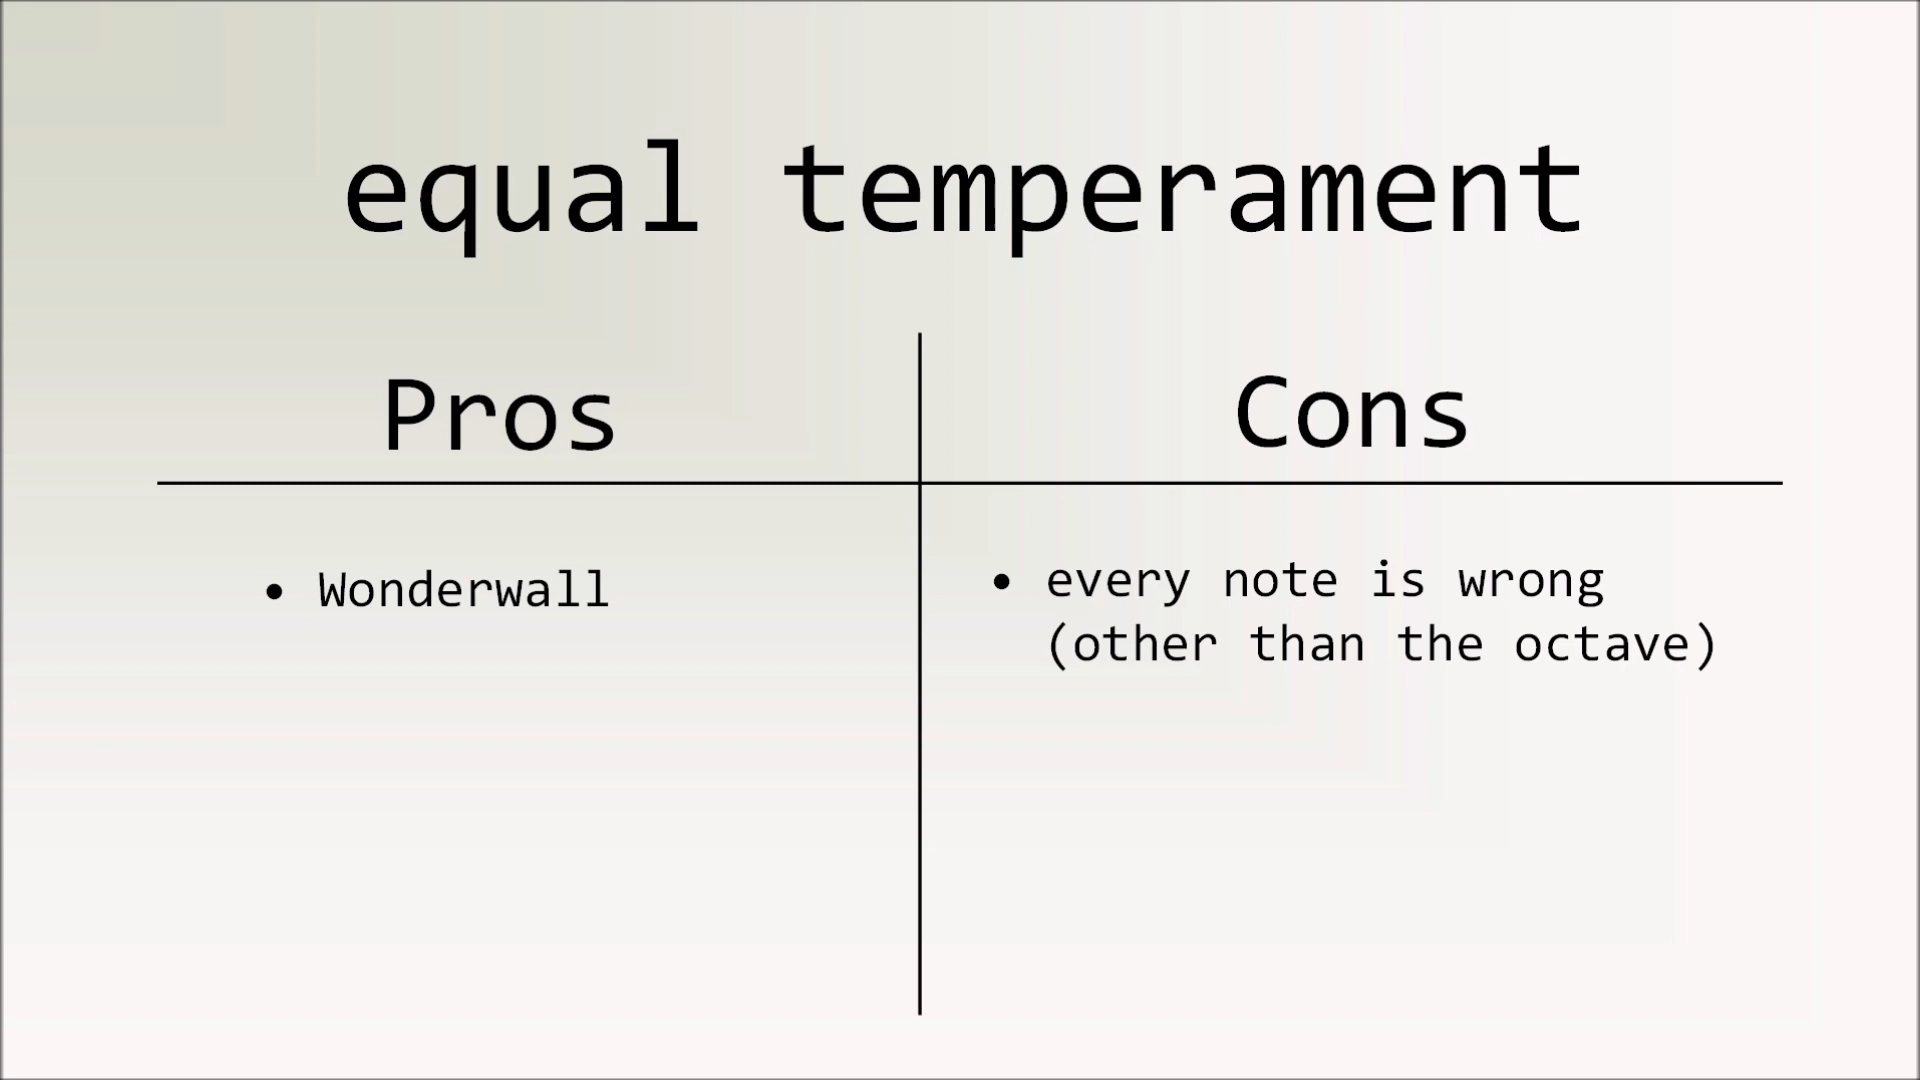 equal temperament
Pros
Cons
• Wonderwall
• every note is wrong
(other than the octave)